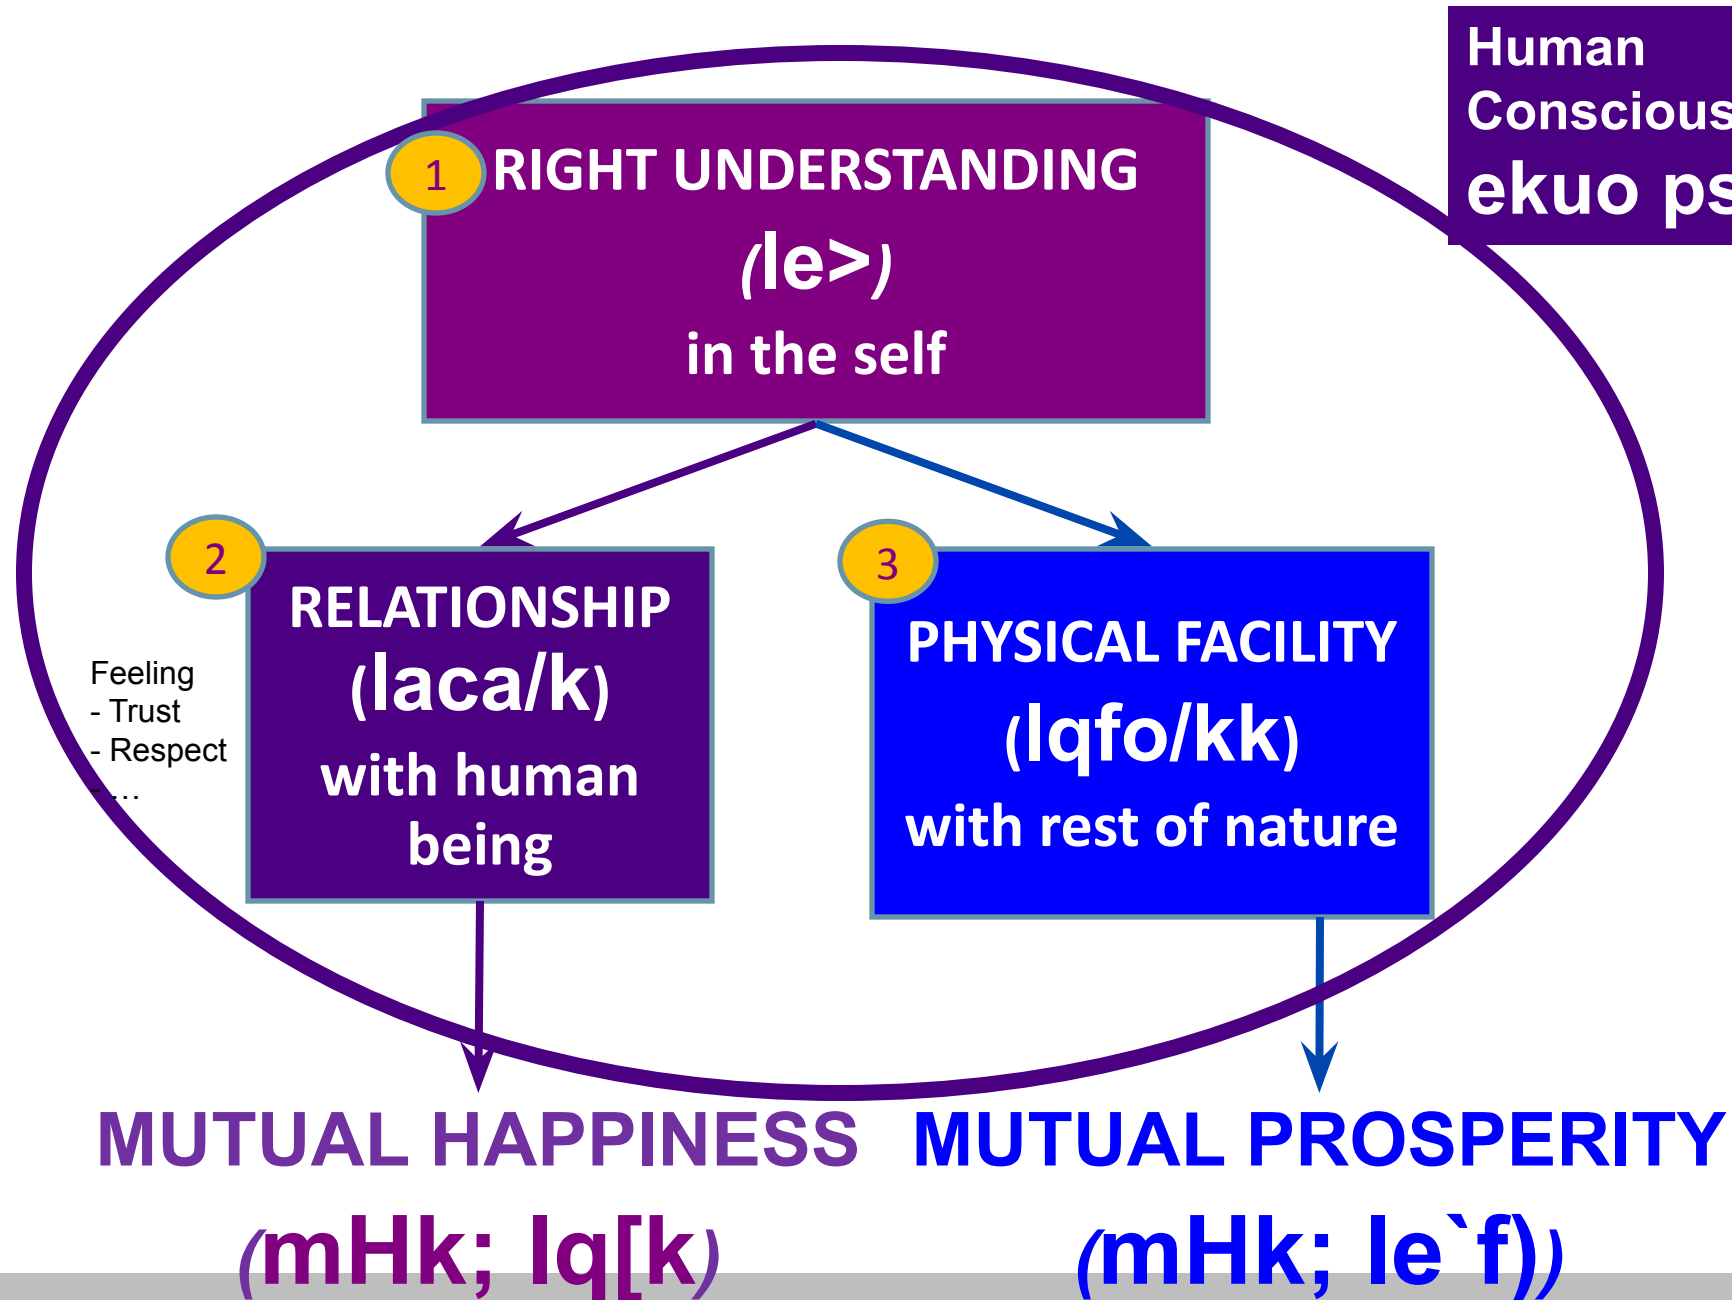 Human
Conscious
ekuo ps
1
RIGHT UNDERSTANDING
(le>)
in the self
2
RELATIONSHIP
(laca/k)
with human
being
3
PHYSICAL FACILITY
(lqfo/kk)
with rest of nature
Feeling
- Trust
- Respect
- …
MUTUAL HAPPINESS
(mHk; lq[k)
MUTUAL PROSPERITY
(mHk; le`f))